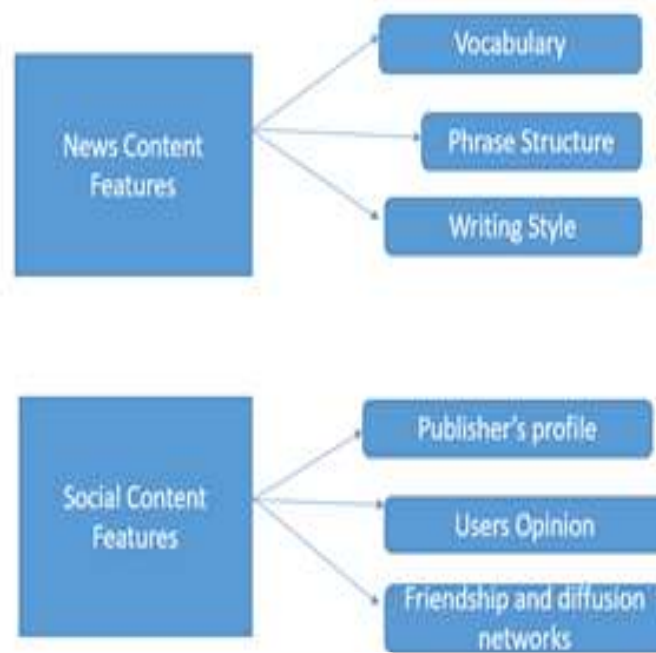 Vocabulary
News Content
Features
Phrase Structure
Writing Style
Publisher's profile
Social Content
Features
Users Opinion
Friendship and diffusion
networks